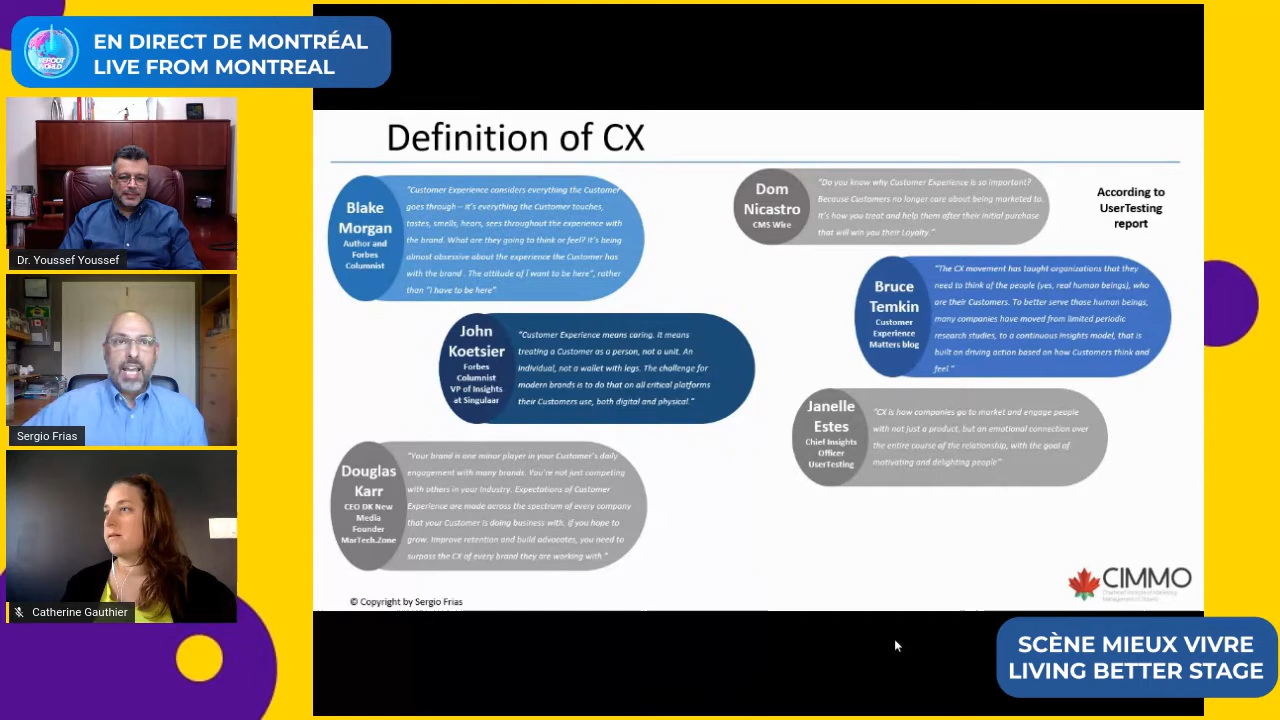 EN DIRECT DE MONTRÉAL
LIVE FROM MONTREAL
REBOOT
WORLD
Dr. Youssef Youssef
Sergio Frias
Catherine Gauthier
Definition of CX
Blake
Morgan
Author and
Forbes
Columnist
"Customer Experience considers everything the Customer
goes through – it's everything the Customer touches,
tastes, smells, hears, sees throughout the experience with
the brand. What are they going to think or feel? It's being
almost obsessive about the experience the Customer has
with the brand . The attitude of I want to be here", rather
than "I have to be here"
Dom
Nicastro
CMS Wire
"Do you know why Customer Experience is so important?
Because Customers no longer care about being marketed to.
It's how you treat and help them after their initial purchase
that will win you their Loyalty."
According to
UserTesting
report
Bruce
Temkin
Customer
Experience
Matters blog
"The CX movement has taught organizations that they
need to think of the people (yes, real human beings), who
are their Customers. To better serve those human beings,
many companies have moved from limited periodic
research studies, to a continuous insights model, that is
built on driving action based on how Customers think and
feel."
John
Koetsier
Forbes
Columnist
VP of Insights
at Singulaar
"Customer Experience means caring. It means
treating a Customer as a person, not a unit. An
individual, not a wallet with legs. The challenge for
modern brands is to do that on all critical platforms
their Customers use, both digital and physical."
Janelle
Estes
Chief Insights
Officer
UserTesting
"CX is how companies go to market and engage people
with not just a product, but an emotional connection over
the entire course of the relationship, with the goal of
motivating and delighting people"
Douglas
Karr
CEO DK New
Media
Founder
MarTech.Zone
"Your brand is one minor player in your Customer's daily
engagement with many brands. You're not just competing
with others in your Industry. Expectations of Customer
Experience are made across the spectrum of every company
that your Customer is doing business with. if you hope to
grow. Improve retention and build advocates, you need to
surpass the CX of every brand they are working with "
© Copyright by Sergio Frias
CIMMO
Chartered Institute of Marketing
Management of Ontario
SCÈNE MIEUX VIVRE
LIVING BETTER STAGE